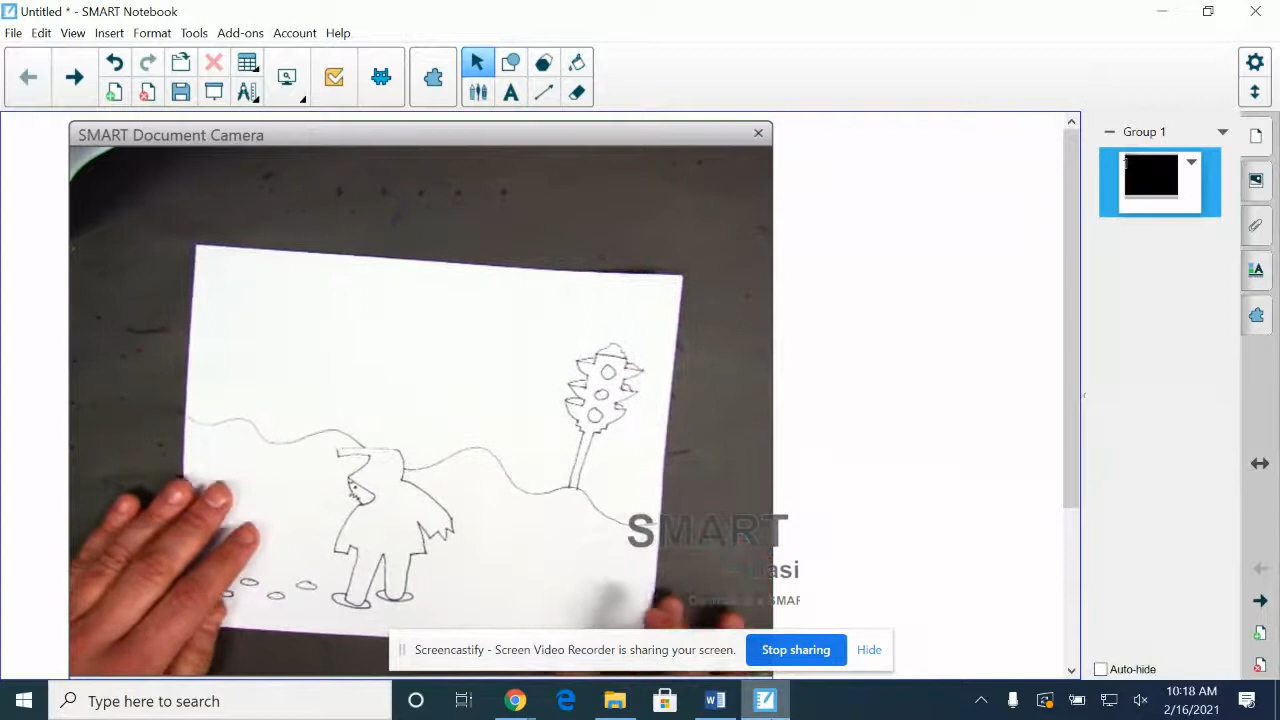 Untitled * - SMART Notebook
File Edit View Insert Format Tools Add-ons Account Help
SMART Document Camera
Group 1
SMART
Screencastify - Screen Video Recorder is sharing your screen. Stop sharing Hide
Auto-hide
Type here to search
10:18 AM
2/16/2021